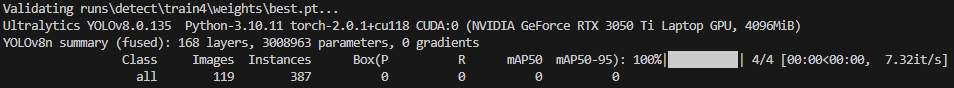 Validating runs\detect\train4\weights\best.pt...
Ultralytics YOLOv8.0.135  Python-3.10.11 torch-2.0.1+cu118 CUDA:0 (NVIDIA GeForce RTX 3050 Ti Laptop GPU, 4096MiB)
YOLOv8n summary (fused): 168 layers, 3008963 parameters, 0 gradients
Class Images Instances Box(P R mAP50 mAP50-95): 100%|██████████| 4/4 [00:00<00:00, 7.32it/s]
all 119 387 0 0 0 0